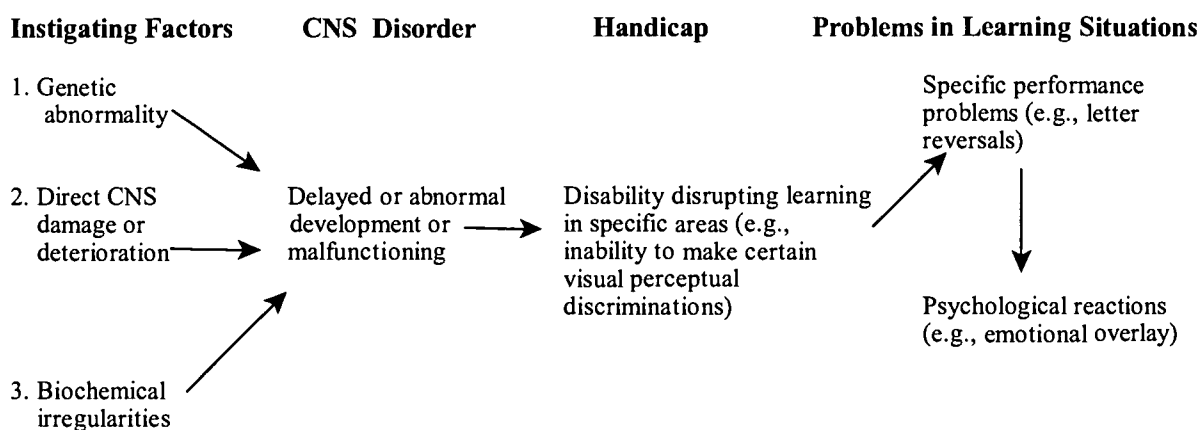 Instigating Factors
CNS Disorder
Handicap
Problems in Learning Situations
1. Genetic
abnormality
2. Direct CNS
damage or
deterioration
3. Biochemical
irregularities
Delayed or abnormal
development or
malfunctioning
Disability disrupting learning
in specific areas (e.g.,
inability to make certain
visual perceptual
discriminations)
Specific performance
problems (e.g., letter
reversals)
Psychological reactions
(e.g., emotional overlay)